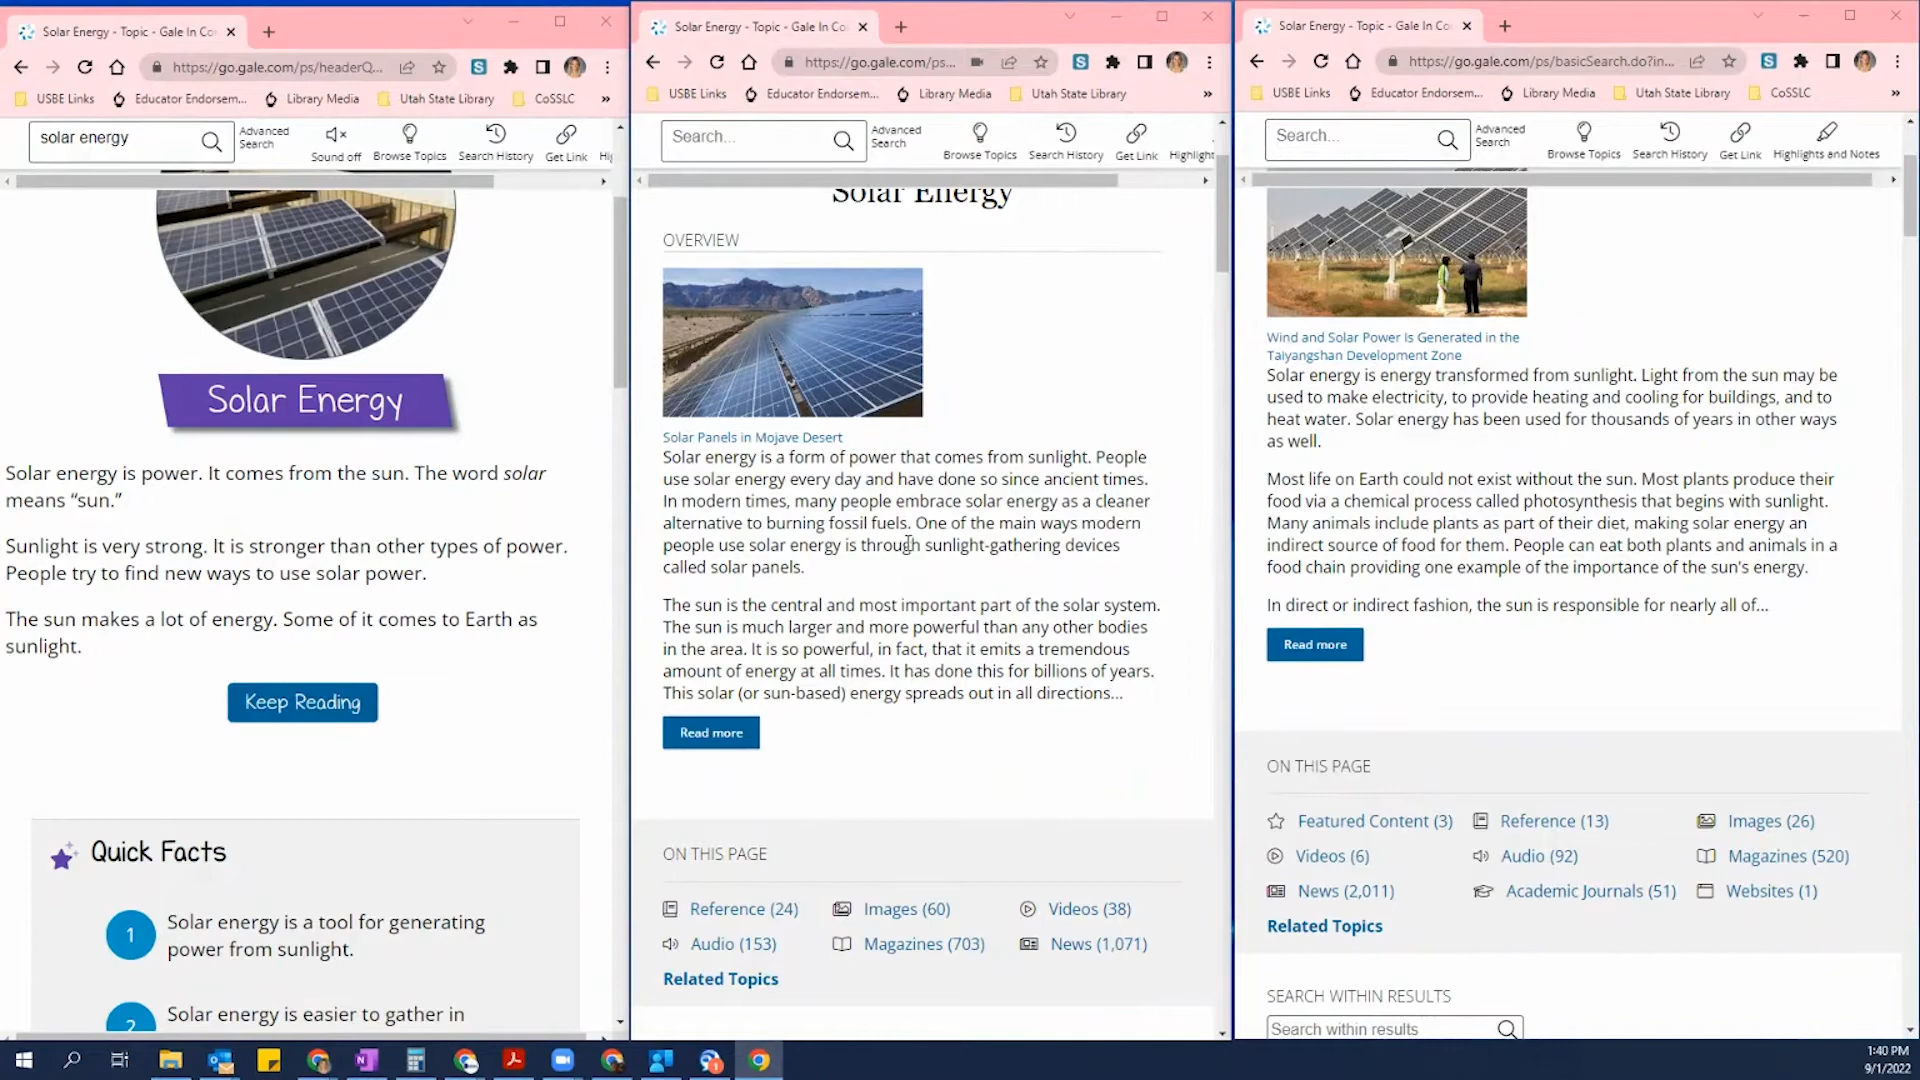 Solar Energy - Topic - Gale In Co
https://go.gale.com/ps/headerQ...
USBE Links
Educator Endorsem...
Library Media
Utah State Library
CoSSLC
»
solar energy
Advanced
Search
Sound off
Browse Topics
Search History
Get Link
Hig
Solar Energy
Solar energy is power. It comes from the sun. The word solar
means “sun.”
Sunlight is very strong. It is stronger than other types of power.
People try to find new ways to use solar power.
The sun makes a lot of energy. Some of it comes to Earth as
sunlight.
Keep Reading
Quick Facts
1
Solar energy is a tool for generating
power from sunlight.
2
Solar energy is easier to gather in
Solar Energy - Topic - Gale In Co
https://go.gale.com/ps...
USBE Links
Educator Endorsem...
Library Media
Utah State Library
»
Search...
Advanced
Search
Browse Topics
Search History
Get Link
Highlight
Solar Energy
OVERVIEW
Solar Panels in Mojave Desert
Solar energy is a form of power that comes from sunlight. People
use solar energy every day and have done so since ancient times.
In modern times, many people embrace solar energy as a cleaner
alternative to burning fossil fuels. One of the main ways modern
people use solar energy is through sunlight-gathering devices
called solar panels.
The sun is the central and most important part of the solar system.
The sun is much larger and more powerful than any other bodies
in the area. It is so powerful, in fact, that it emits a tremendous
amount of energy at all times. It has done this for billions of years.
This solar (or sun-based) energy spreads out in all directions...
Read more
ON THIS PAGE
Reference (24)
Images (60)
Videos (38)
Audio (153)
Magazines (703)
News (1,071)
Related Topics
Solar Energy - Topic - Gale In Co
https://go.gale.com/ps/basicSearch.do?in...
USBE Links
Educator Endorsem...
Library Media
Utah State Library
CoSSLC
»
Search...
Advanced
Search
Browse Topics
Search History
Get Link
Highlights and Notes
Wind and Solar Power Is Generated in the
Taiyangshan Development Zone
Solar energy is energy transformed from sunlight. Light from the sun may be
used to make electricity, to provide heating and cooling for buildings, and to
heat water. Solar energy has been used for thousands of years in other ways
as well.
Most life on Earth could not exist without the sun. Most plants produce their
food via a chemical process called photosynthesis that begins with sunlight.
Many animals include plants as part of their diet, making solar energy an
indirect source of food for them. People can eat both plants and animals in a
food chain providing one example of the importance of the sun's energy.
In direct or indirect fashion, the sun is responsible for nearly all of...
Read more
ON THIS PAGE
Featured Content (3)
Reference (13)
Images (26)
Videos (6)
Audio (92)
Magazines (520)
News (2,011)
Academic Journals (51)
Websites (1)
Related Topics
SEARCH WITHIN RESULTS
Search within results
1:40 PM
9/1/2022